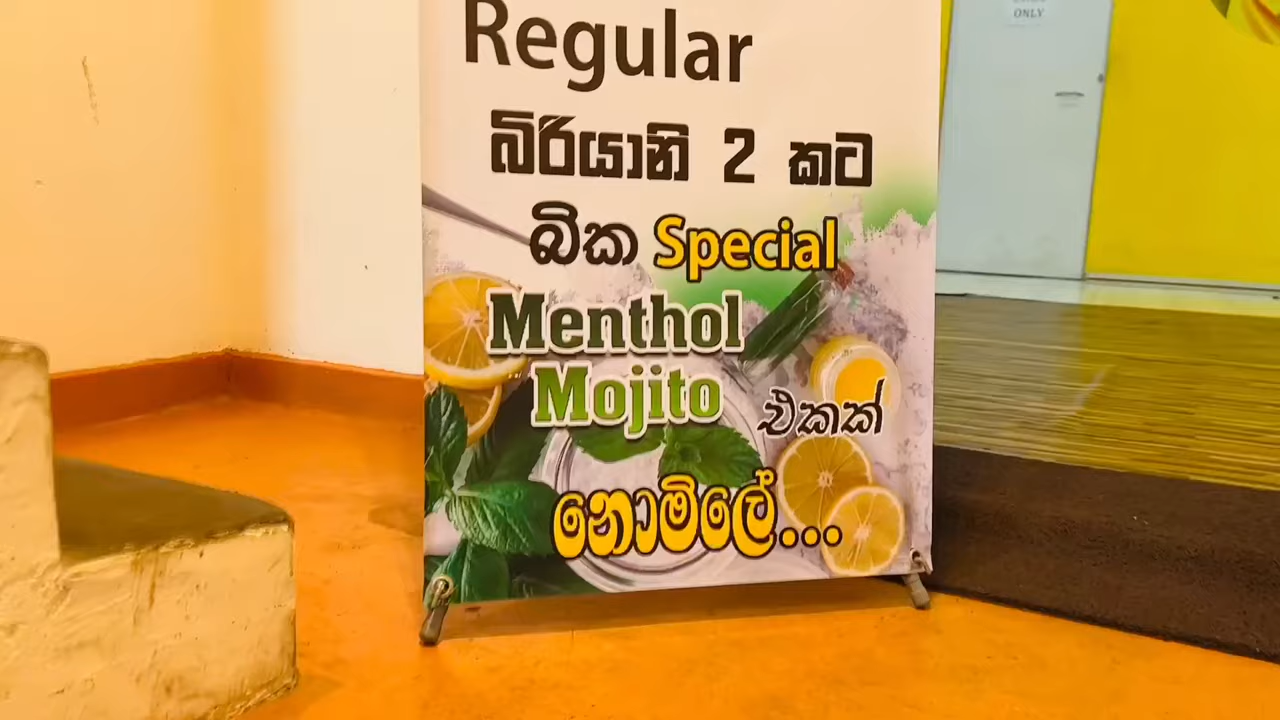 Regular
බිරියානි 2 කට
බික Special
Menthol
Mojito එකක්
නොමිලේ...
ONLY